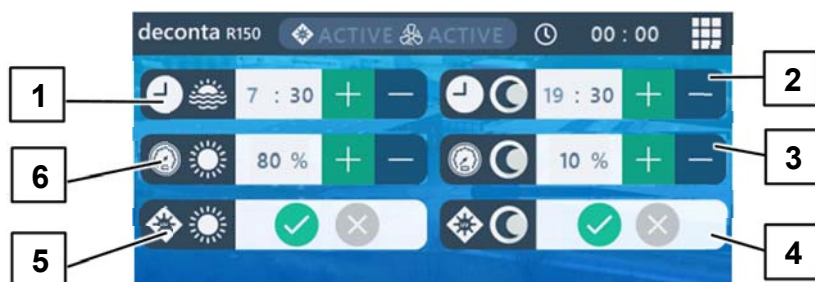 deconta R150 ACTIVE ACTIVE 00 : 00
1 7 : 30 + − 19 : 30 + − 2
6 80 % + − 10 % + − 3
5 4